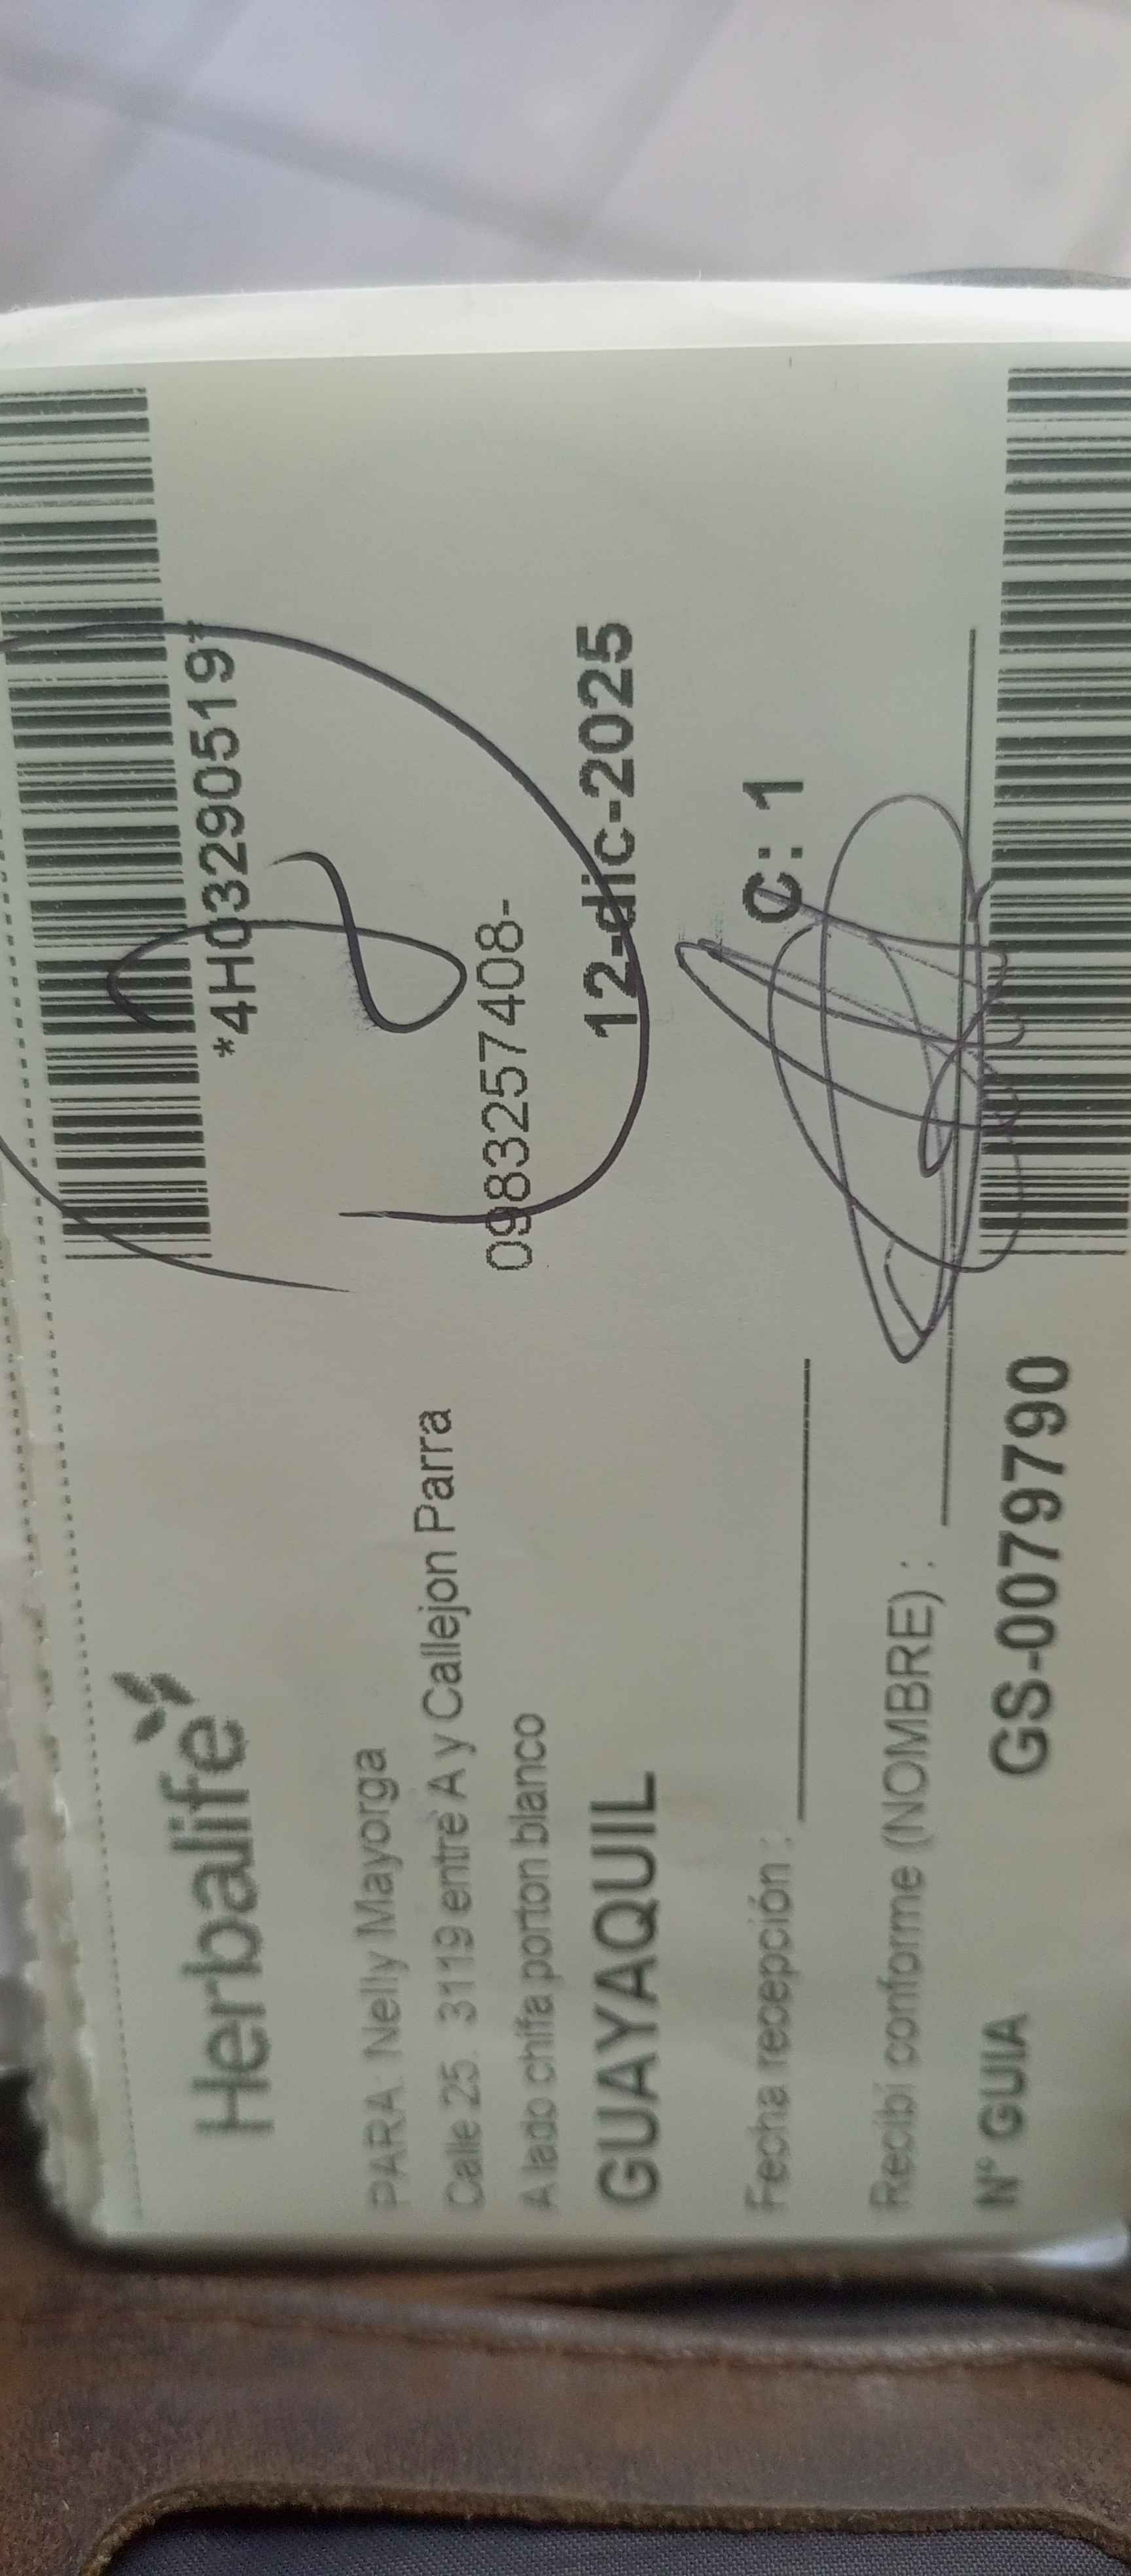 Herbalife
*4H03290519*
PARA: Nelly Mayorga
Calle 25. 3119 entre A y Callejon Parra
0983257408-
A lado chifa porton blanco
GUAYAQUIL
12-dic-2025
Fecha recepción :
C: 1
Recibí conforme (NOMBRE) :
N° GUIA
GS-0079790